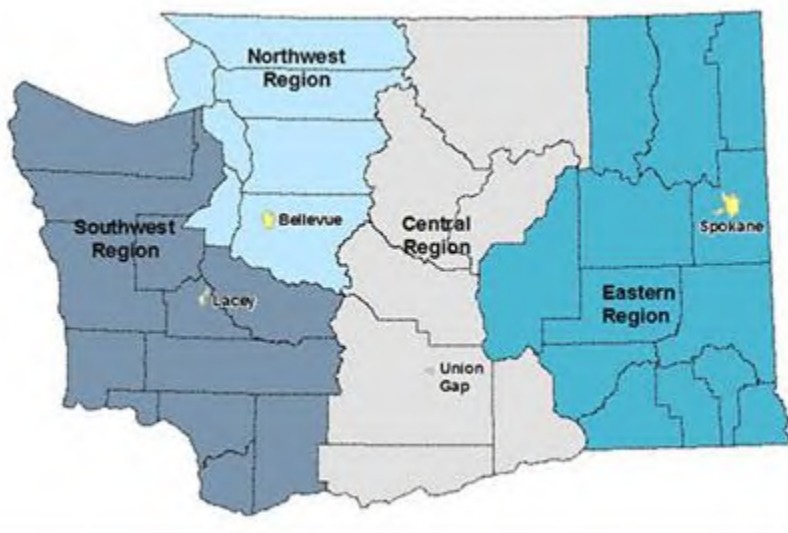 Northwest
Region
Southwest
Region
Bellevue
Central
Region
Spokane
Lacey
Eastern
Region
Union
Gap